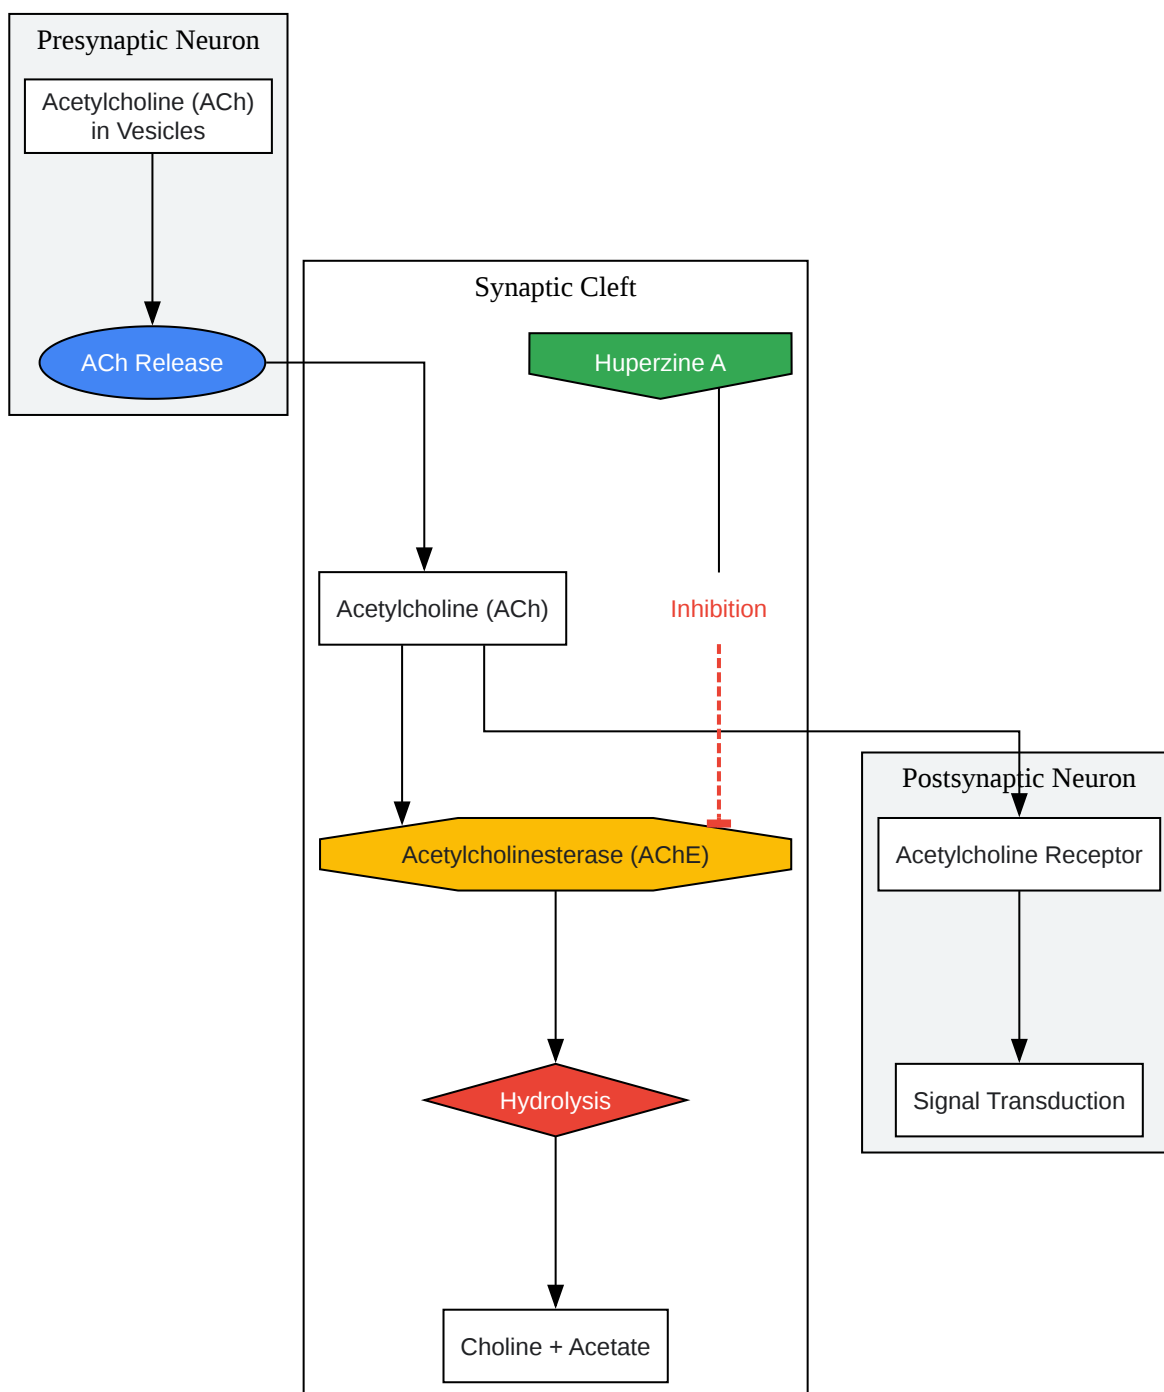 Presynaptic Neuron
Acetylcholine (ACh)
in Vesicles
ACh Release
Synaptic Cleft
Huperzine A
Acetylcholine (ACh)
Inhibition
Acetylcholinesterase (AChE)
Hydrolysis
Choline + Acetate
Postsynaptic Neuron
Acetylcholine Receptor
Signal Transduction